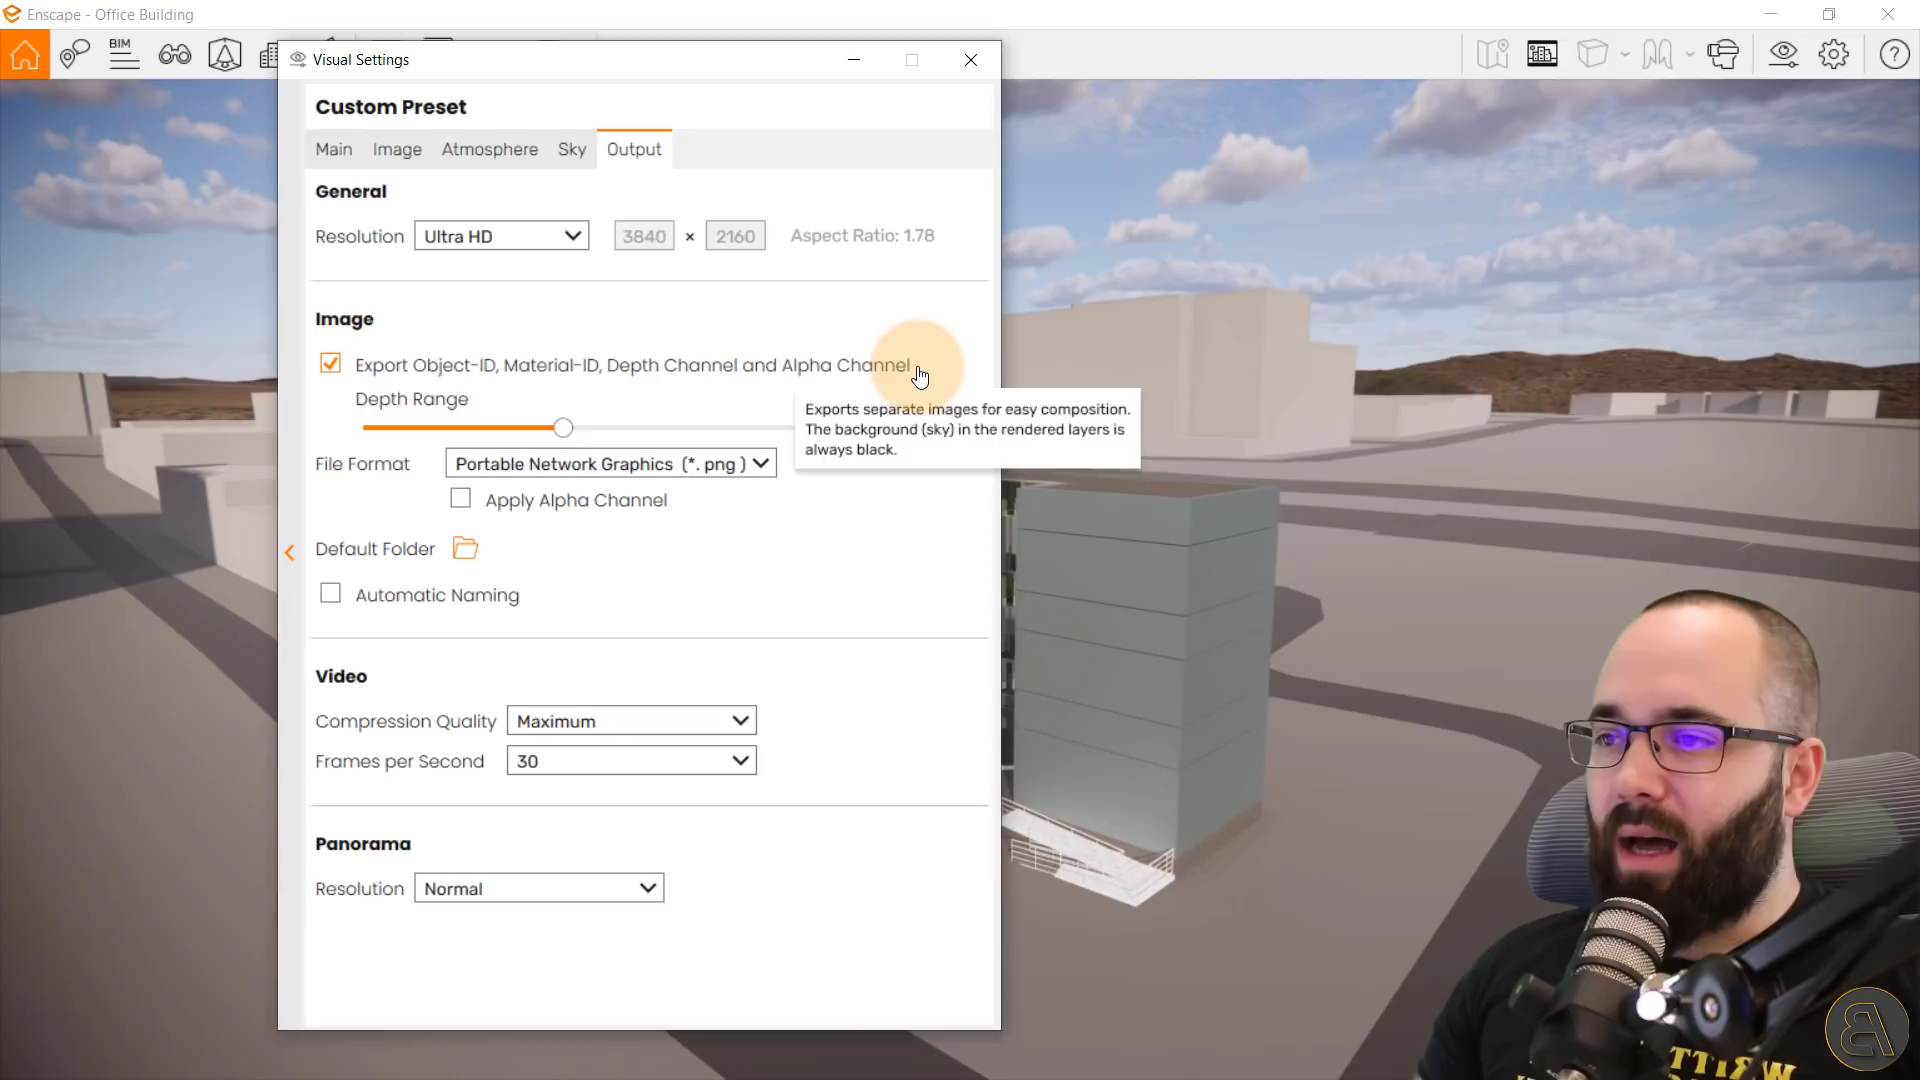 Enscape - Office Building
BIM
Visual Settings
Custom Preset
Main Image Atmosphere Sky Output
General
Resolution Ultra HD 3840 × 2160 Aspect Ratio: 1.78
Image
Export Object-ID, Material-ID, Depth Channel and Alpha Channel
Depth Range
Exports separate images for easy composition.
The background (sky) in the rendered layers is
always black.
File Format Portable Network Graphics (*. png )
Apply Alpha Channel
Default Folder
Automatic Naming
Video
Compression Quality Maximum
Frames per Second 30
Panorama
Resolution Normal